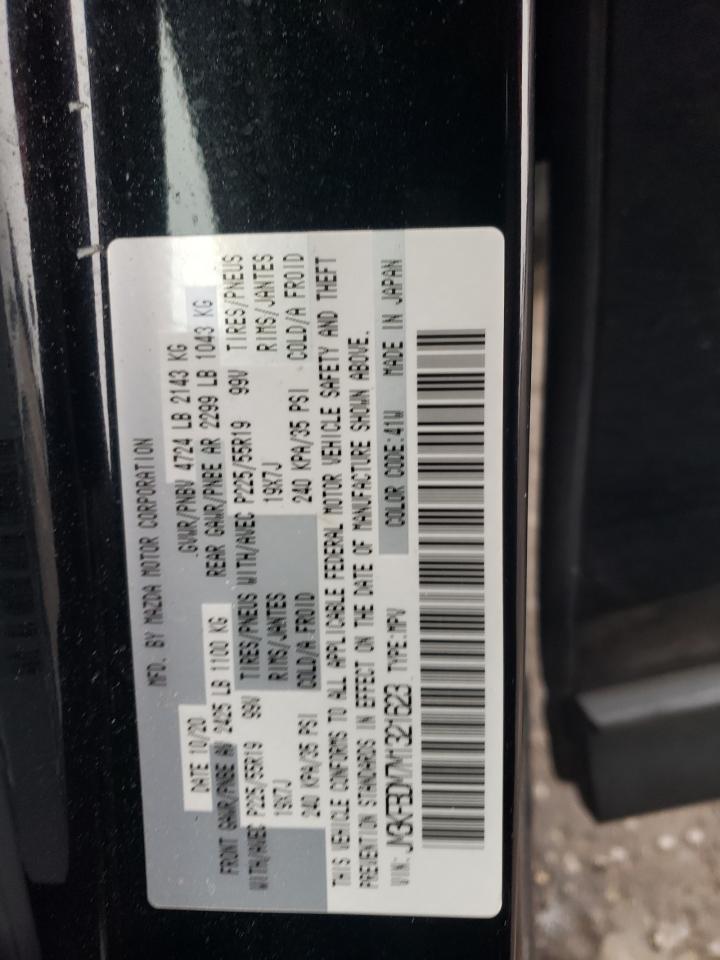 MFD. BY MAZDA MOTOR CORPORATION
DATE 10/20 GVWR/PNBV 4724 LB 2143 KG
FRONT GAWR/PNBE AV 2425 LB 1100 KG REAR GAWR/PNBE AR 2299 LB 1043 KG
WITH/AVEC P225/55R19 99V TIRES/PNEUS WITH/AVEC P225/55R19 99V TIRES/PNEUS
19X7J RIMS/JANTES 19X7J RIMS/JANTES
240 KPA/35 PSI COLD/A FROID 240 KPA/35 PSI COLD/A FROID
THIS VEHICLE CONFORMS TO ALL APPLICABLE FEDERAL MOTOR VEHICLE SAFETY AND THEFT
PREVENTION STANDARDS IN EFFECT ON THE DATE OF MANUFACTURE SHOWN ABOVE.
VIN: JM3KFBDM7M1321623 TYPE:MPV COLOR CODE:41W MADE IN JAPAN